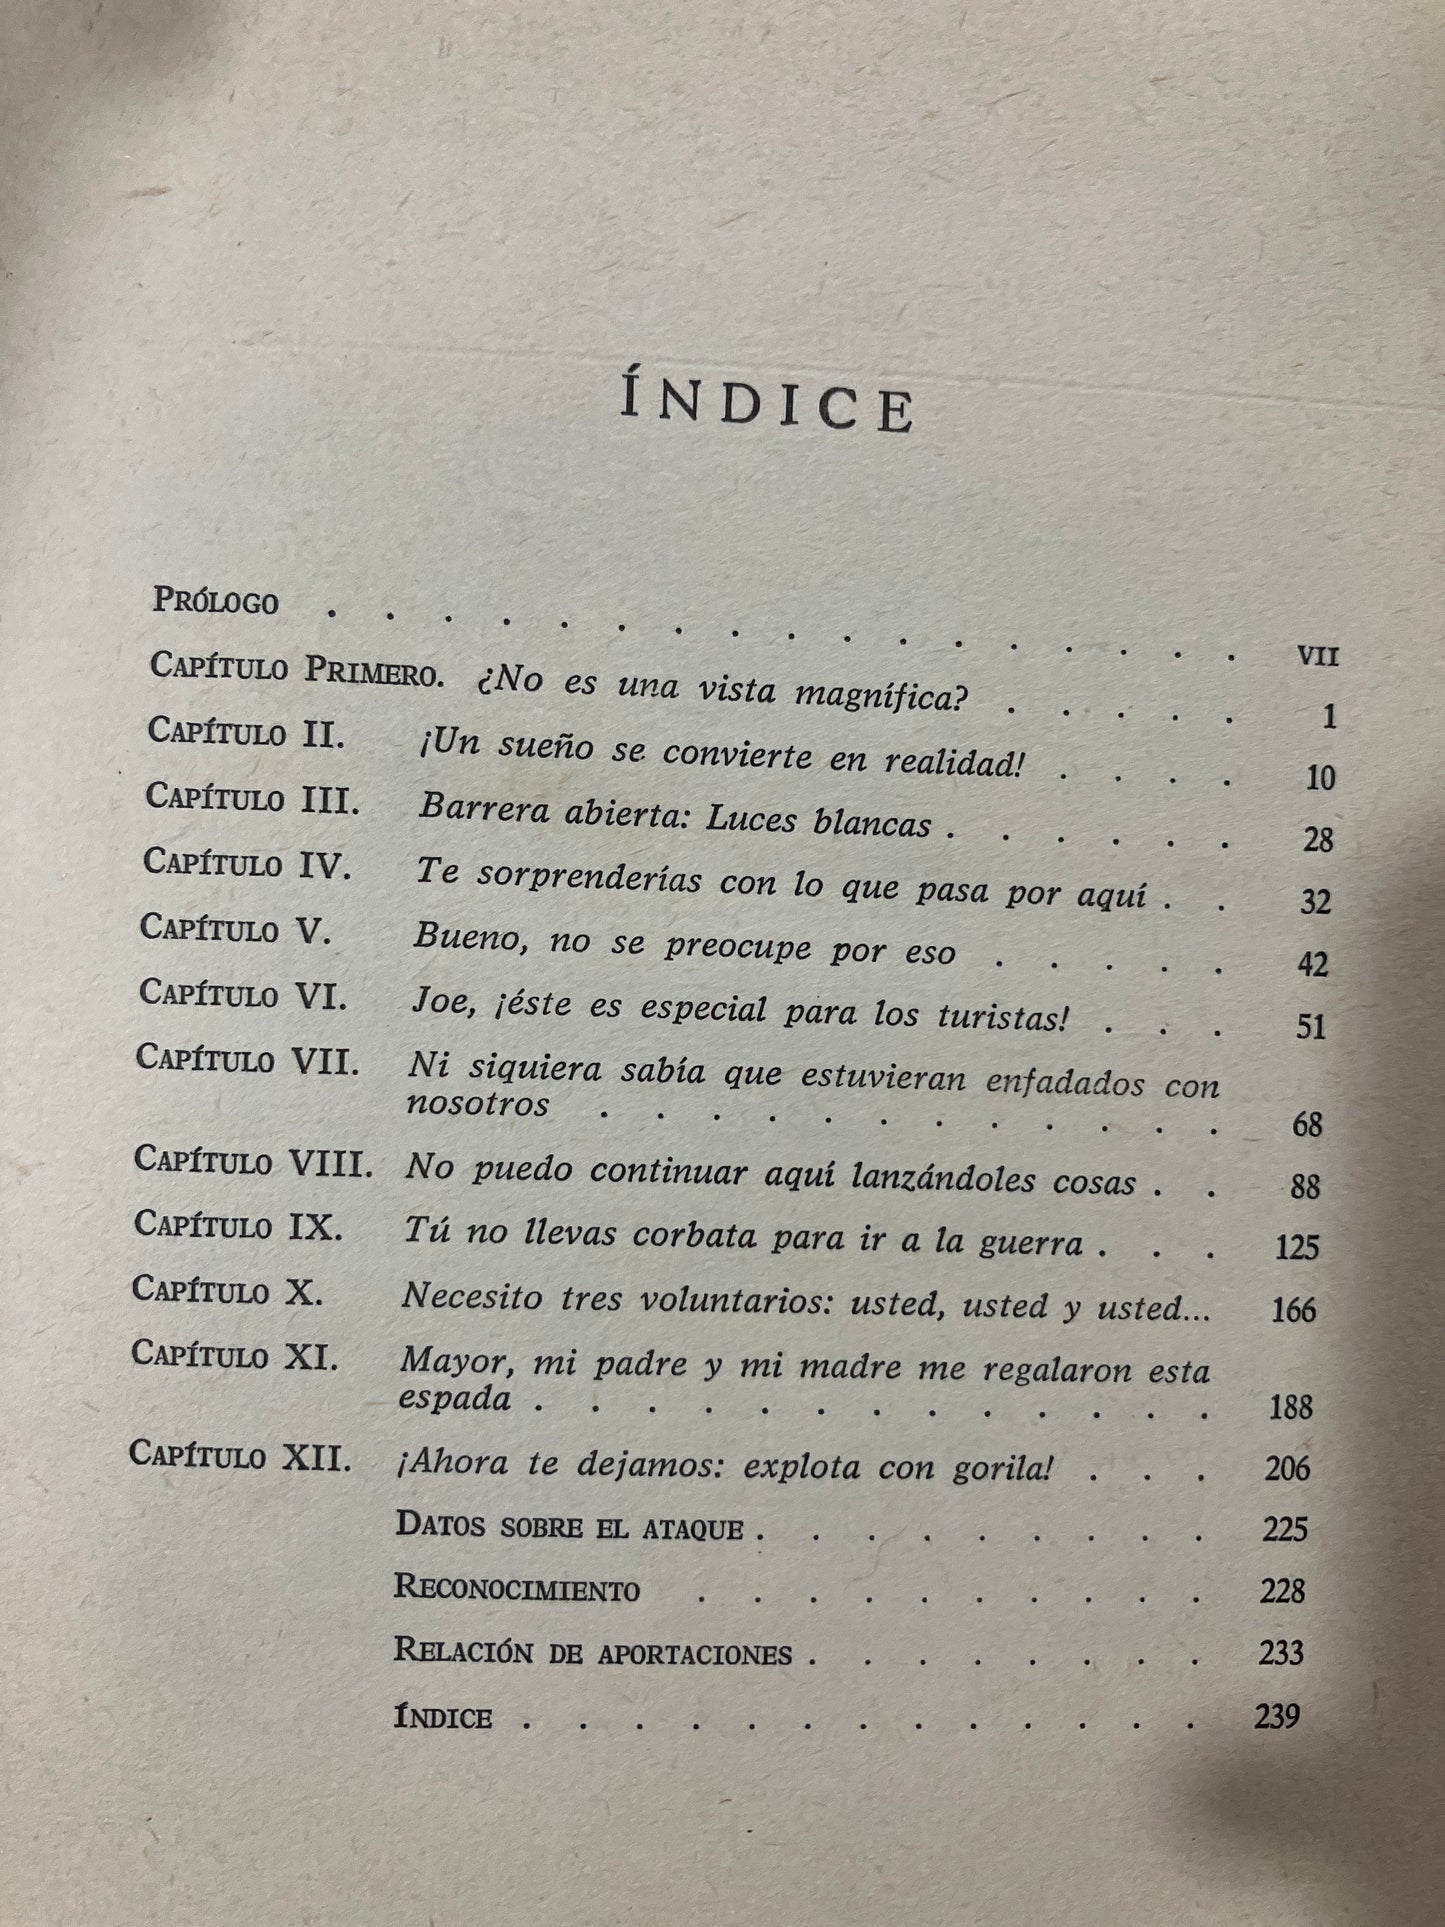 ÍNDICE
PRÓLOGO . . . . . . . . . . . . . . . . . VII
CAPÍTULO PRIMERO. ¿No es una vista magnífica? . . . . . 1
CAPÍTULO II. ¡Un sueño se convierte en realidad! . . . . 10
CAPÍTULO III. Barrera abierta: Luces blancas . . . . . . 28
CAPÍTULO IV. Te sorprenderías con lo que pasa por aquí . . 32
CAPÍTULO V. Bueno, no se preocupe por eso . . . . . 42
CAPÍTULO VI. Joe, ¡éste es especial para los turistas! . . . 51
CAPÍTULO VII. Ni siquiera sabía que estuvieran enfadados con
nosotros . . . . . . . . . . . . 68
CAPÍTULO VIII. No puedo continuar aquí lanzándoles cosas . . 88
CAPÍTULO IX. Tú no llevas corbata para ir a la guerra . . . 125
CAPÍTULO X. Necesito tres voluntarios: usted, usted y usted... 166
CAPÍTULO XI. Mayor, mi padre y mi madre me regalaron esta
espada . . . . . . . . . . . . . 188
CAPÍTULO XII. ¡Ahora te dejamos: explota con gorila! . . . 206
DATOS SOBRE EL ATAQUE . . . . . . . . . 225
RECONOCIMIENTO . . . . . . . . . . 228
RELACIÓN DE APORTACIONES . . . . . . . . 233
ÍNDICE . . . . . . . . . . . . . 239